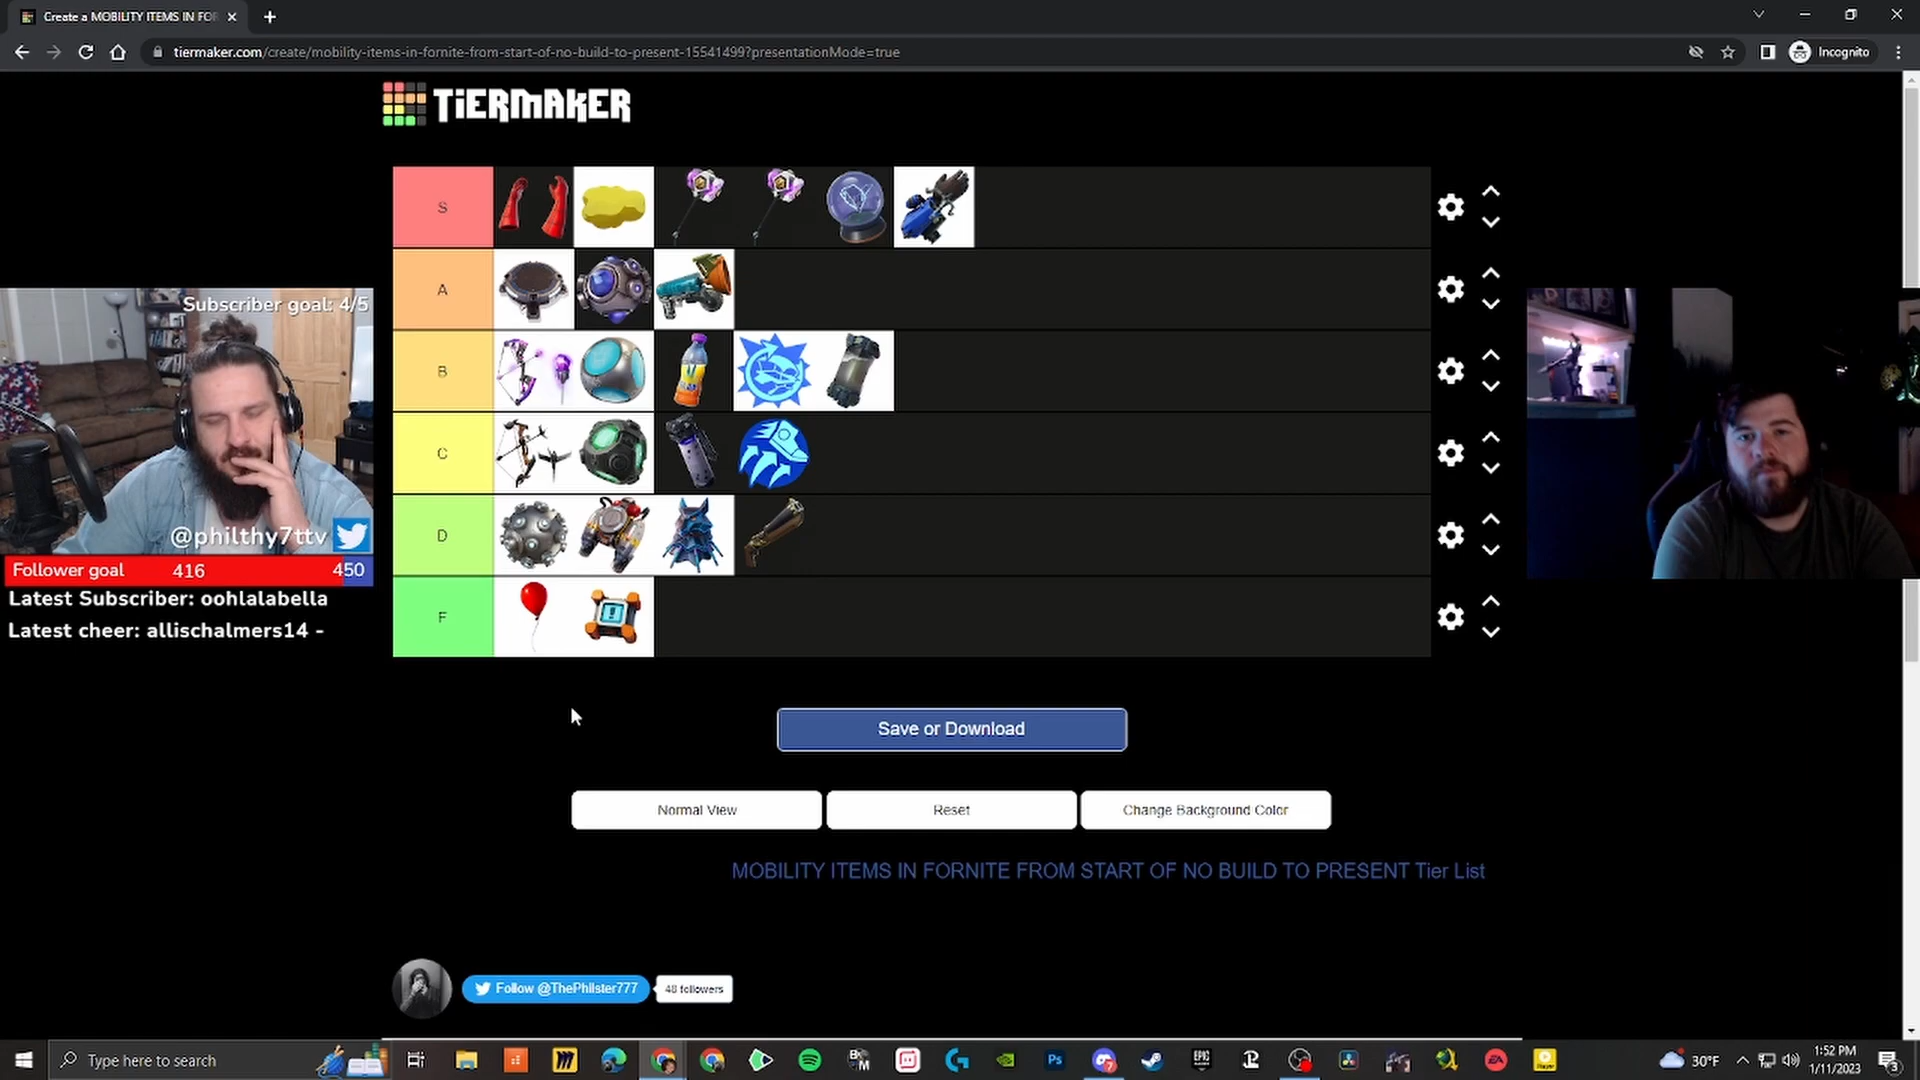 Create a MOBILITY ITEMS IN FOR
tiermaker.com/create/mobility-items-in-fornite-from-start-of-no-build-to-present-15541499?presentationMode=true
Incognito
TiERMAKER
S
A
B
C
D
F
Subscriber goal: 4/5
@philthy7ttv
Follower goal 416 450
Latest Subscriber: oohlalabella
Latest cheer: allischalmers14 -
Save or Download
Normal View
Reset
Change Background Color
MOBILITY ITEMS IN FORNITE FROM START OF NO BUILD TO PRESENT Tier List
Follow @ThePhilster777
48 followers
Type here to search
Ps
EPIC
EA
30°F
1:52 PM
1/11/2023
3